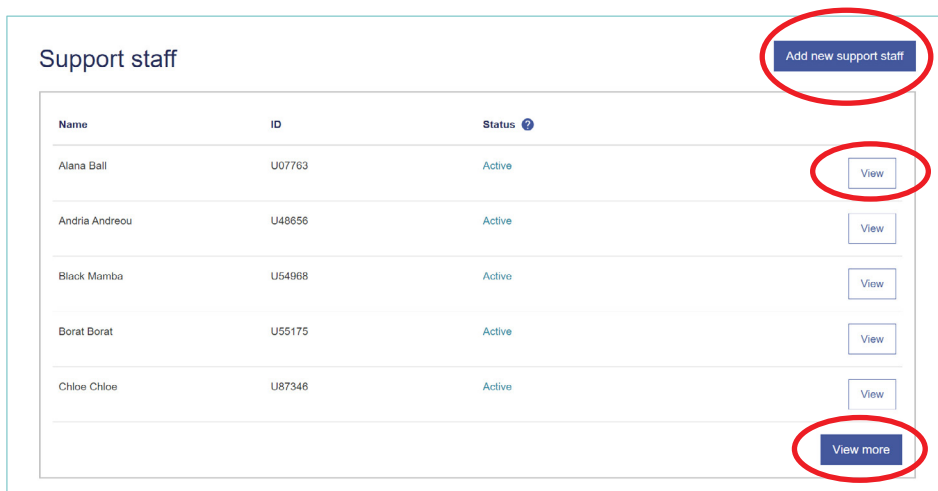 Support staff
Add new support staff
Name ID Status ?
Alana Ball U07763 Active View
Andria Andreou U48656 Active View
Black Mamba U54968 Active View
Borat Borat U55175 Active View
Chloe Chloe U87346 Active View
View more